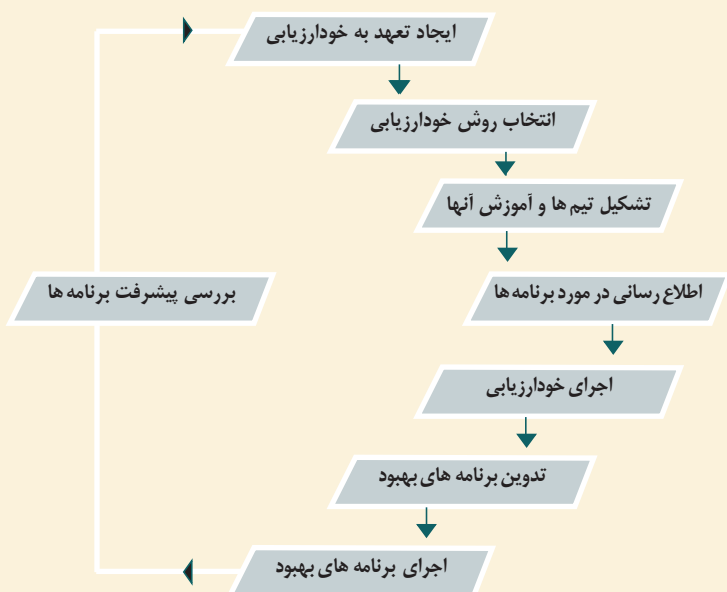 ایجاد تعهد به خودارزیابی
انتخاب روش خودارزیابی
تشکیل تیم ها و آموزش آنها
اطلاع رسانی در مورد برنامه ها
اجرای خودارزیابی
تدوین برنامه های بهبود
اجرای برنامه های بهبود
بررسی پیشرفت برنامه ها